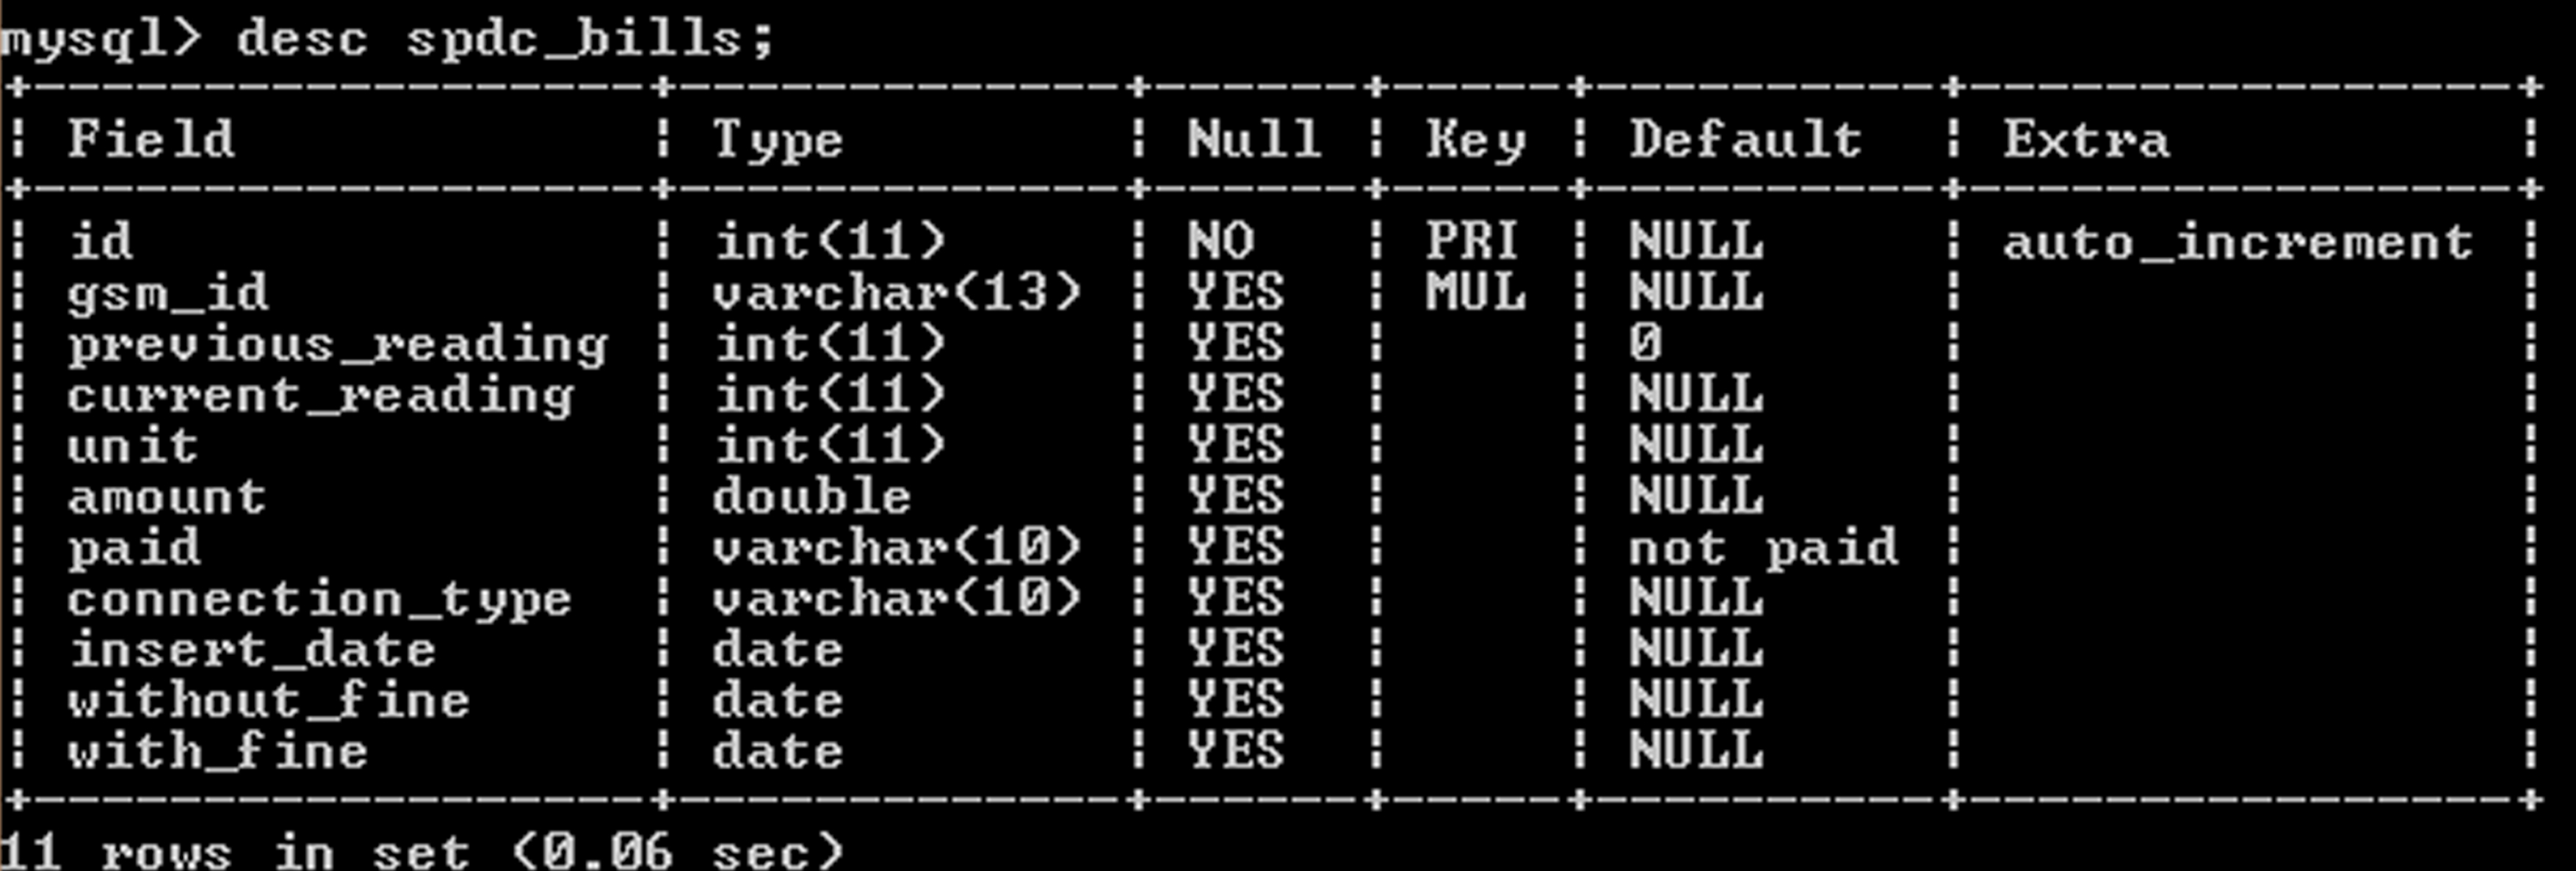 mysql> desc spdc_bills;
+-------------------+-------------+------+-----+----------+----------------+
| Field             | Type        | Null | Key | Default  | Extra          |
+-------------------+-------------+------+-----+----------+----------------+
| id                | int(11)     | NO   | PRI | NULL     | auto_increment |
| gsm_id            | varchar(13) | YES  | MUL | NULL     |                |
| previous_reading  | int(11)     | YES  |     | 0        |                |
| current_reading   | int(11)     | YES  |     | NULL     |                |
| unit              | int(11)     | YES  |     | NULL     |                |
| amount            | double      | YES  |     | NULL     |                |
| paid              | varchar(10) | YES  |     | not paid |                |
| connection_type   | varchar(10) | YES  |     | NULL     |                |
| insert_date       | date        | YES  |     | NULL     |                |
| without_fine      | date        | YES  |     | NULL     |                |
| with_fine         | date        | YES  |     | NULL     |                |
+-------------------+-------------+------+-----+----------+----------------+
11 rows in set (0.06 sec)